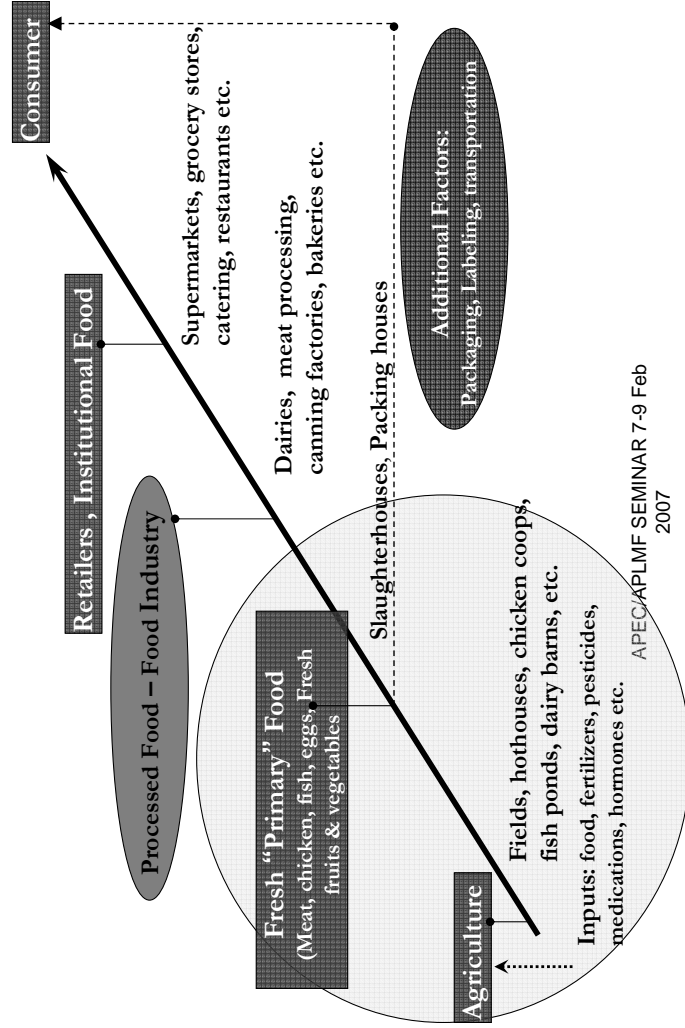 Consumer
Retailers , Institutional Food
Supermarkets, grocery stores,
catering, restaurants etc.
Processed Food – Food Industry
Dairies,  meat processing,
canning factories, bakeries etc.
Fresh “Primary” Food
(Meat, chicken, fish, eggs, Fresh
fruits & vegetables
Slaughterhouses, Packing houses
Additional Factors:
Packaging, Labeling, transportation
Agriculture
Fields, hothouses, chicken coops,
fish ponds, dairy barns, etc.
Inputs: food, fertilizers, pesticides,
medications, hormones etc.
APEC/APLMF SEMINAR 7-9 Feb
2007